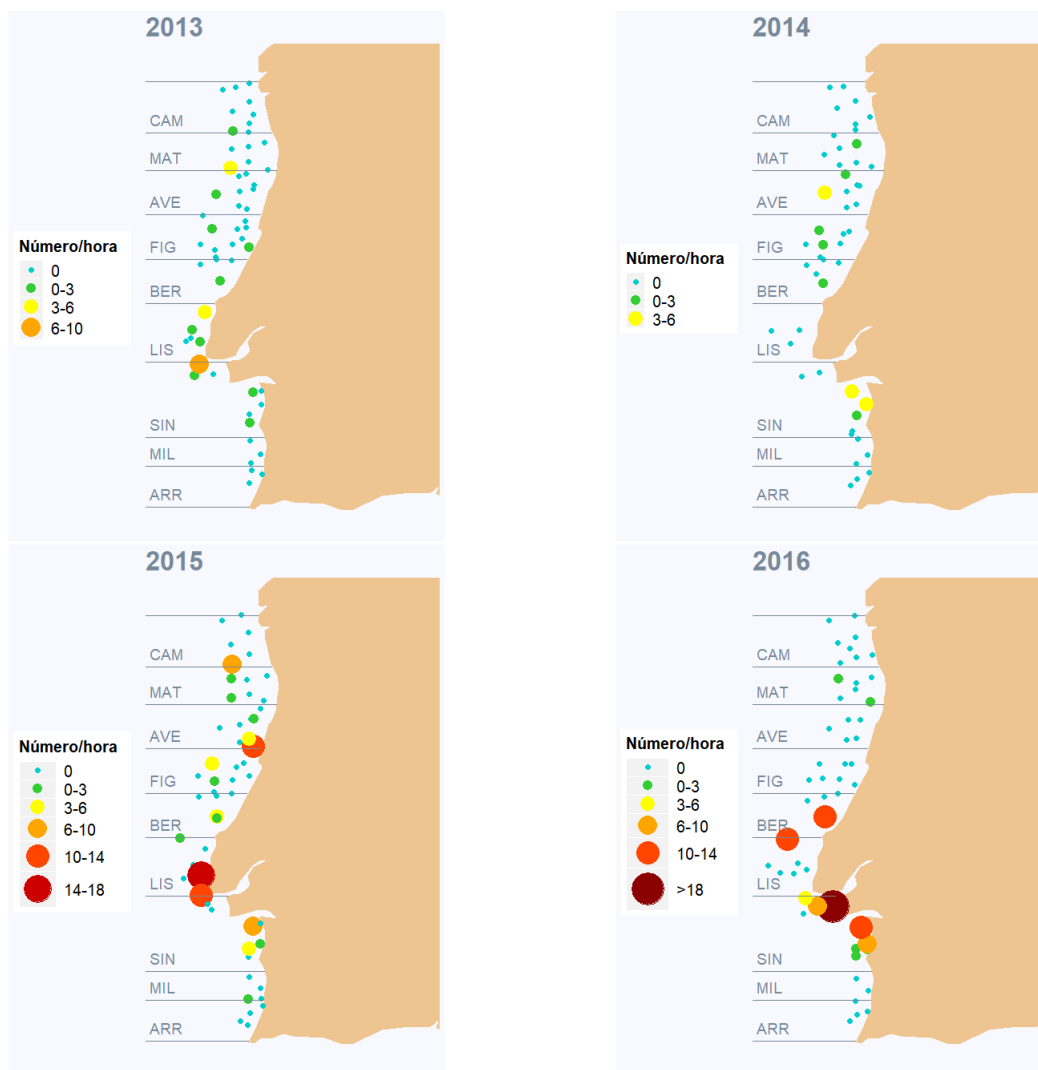 2013
CAM
MAT
AVE
FIG
BER
LIS
SIN
MIL
ARR
Número/hora
0
0-3
3-6
6-10
2014
CAM
MAT
AVE
FIG
BER
LIS
SIN
MIL
ARR
Número/hora
0
0-3
3-6
2015
CAM
MAT
AVE
FIG
BER
LIS
SIN
MIL
ARR
Número/hora
0
0-3
3-6
6-10
10-14
14-18
2016
CAM
MAT
AVE
FIG
BER
LIS
SIN
MIL
ARR
Número/hora
0
0-3
3-6
6-10
10-14
>18